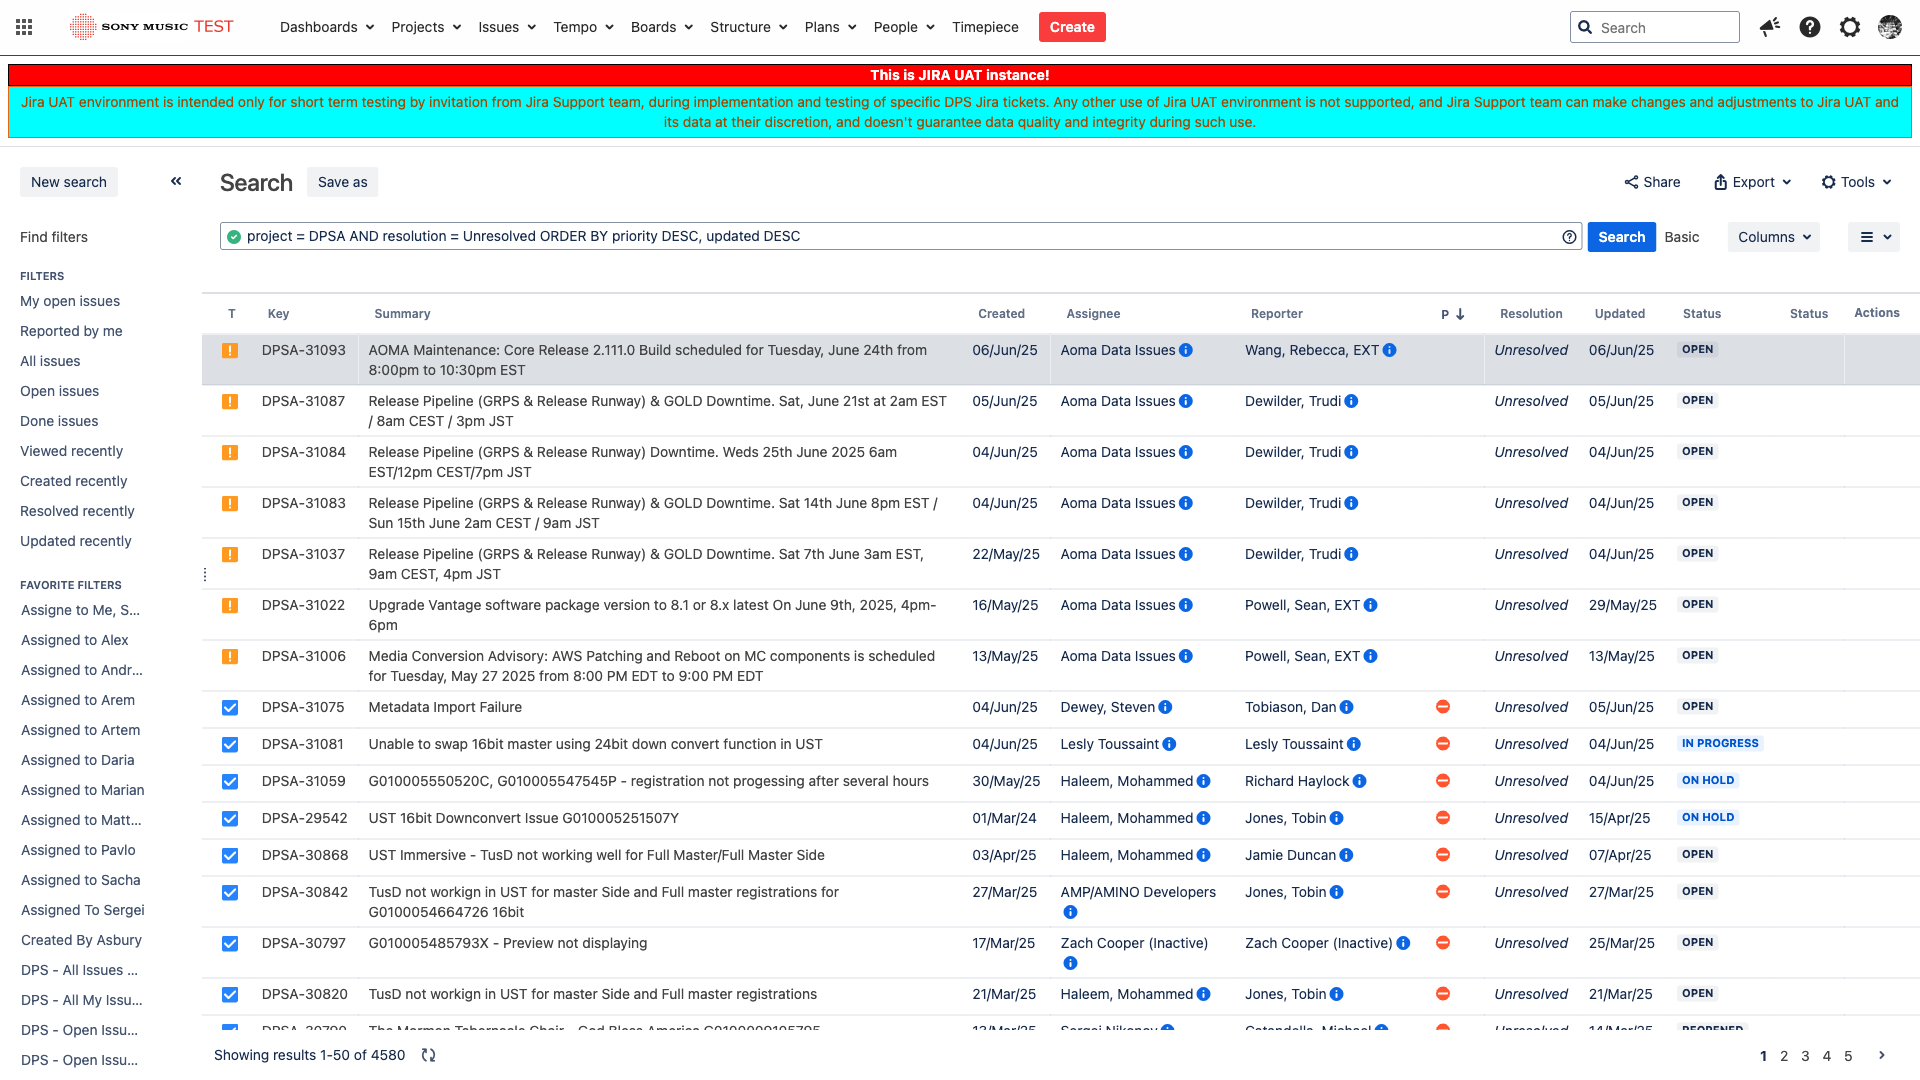 SONY MUSIC TEST
Dashboards Projects Issues Tempo Boards Structure Plans People Timepiece Create Search
This is JIRA UAT instance!
Jira UAT environment is intended only for short term testing by invitation from Jira Support team, during implementation and testing of specific DPS Jira tickets. Any other use of Jira UAT environment is not supported, and Jira Support team can make changes and adjustments to Jira UAT and
its data at their discretion, and doesn't guarantee data quality and integrity during such use.
New search
Find filters
FILTERS
My open issues
Reported by me
All issues
Open issues
Done issues
Viewed recently
Created recently
Resolved recently
Updated recently
FAVORITE FILTERS
Assigne to Me, S...
Assigned to Alex
Assigned to Andr...
Assigned to Arem
Assigned to Artem
Assigned to Daria
Assigned to Marian
Assigned to Matt...
Assigned to Pavlo
Assigned to Sacha
Assigned To Sergei
Created By Asbury
DPS - All Issues ...
DPS - All My Issu...
DPS - Open Issu...
DPS - Open Issu...
Search Save as Share Export Tools
project = DPSA AND resolution = Unresolved ORDER BY priority DESC, updated DESC Search Basic Columns
T Key Summary Created Assignee Reporter P Resolution Updated Status Status Actions
DPSA-31093 AOMA Maintenance: Core Release 2.111.0 Build scheduled for Tuesday, June 24th from 06/Jun/25 Aoma Data Issues Wang, Rebecca, EXT Unresolved 06/Jun/25 OPEN
8:00pm to 10:30pm EST
DPSA-31087 Release Pipeline (GRPS & Release Runway) & GOLD Downtime. Sat, June 21st at 2am EST 05/Jun/25 Aoma Data Issues Dewilder, Trudi Unresolved 05/Jun/25 OPEN
/ 8am CEST / 3pm JST
DPSA-31084 Release Pipeline (GRPS & Release Runway) Downtime. Weds 25th June 2025 6am 04/Jun/25 Aoma Data Issues Dewilder, Trudi Unresolved 04/Jun/25 OPEN
EST/12pm CEST/7pm JST
DPSA-31083 Release Pipeline (GRPS & Release Runway) & GOLD Downtime. Sat 14th June 8pm EST / 04/Jun/25 Aoma Data Issues Dewilder, Trudi Unresolved 04/Jun/25 OPEN
Sun 15th June 2am CEST / 9am JST
DPSA-31037 Release Pipeline (GRPS & Release Runway) & GOLD Downtime. Sat 7th June 3am EST, 22/May/25 Aoma Data Issues Dewilder, Trudi Unresolved 04/Jun/25 OPEN
9am CEST, 4pm JST
DPSA-31022 Upgrade Vantage software package version to 8.1 or 8.x latest On June 9th, 2025, 4pm- 16/May/25 Aoma Data Issues Powell, Sean, EXT Unresolved 29/May/25 OPEN
6pm
DPSA-31006 Media Conversion Advisory: AWS Patching and Reboot on MC components is scheduled 13/May/25 Aoma Data Issues Powell, Sean, EXT Unresolved 13/May/25 OPEN
for Tuesday, May 27 2025 from 8:00 PM EDT to 9:00 PM EDT
DPSA-31075 Metadata Import Failure 04/Jun/25 Dewey, Steven Tobiason, Dan Unresolved 05/Jun/25 OPEN
DPSA-31081 Unable to swap 16bit master using 24bit down convert function in UST 04/Jun/25 Lesly Toussaint Lesly Toussaint Unresolved 04/Jun/25 IN PROGRESS
DPSA-31059 G010005550520C, G010005547545P - registration not progessing after several hours 30/May/25 Haleem, Mohammed Richard Haylock Unresolved 04/Jun/25 ON HOLD
DPSA-29542 UST 16bit Downconvert Issue G010005251507Y 01/Mar/24 Haleem, Mohammed Jones, Tobin Unresolved 15/Apr/25 ON HOLD
DPSA-30868 UST Immersive - TusD not working well for Full Master/Full Master Side 03/Apr/25 Haleem, Mohammed Jamie Duncan Unresolved 07/Apr/25 OPEN
DPSA-30842 TusD not workign in UST for master Side and Full master registrations for 27/Mar/25 AMP/AMINO Developers Jones, Tobin Unresolved 27/Mar/25 OPEN
G0100054664726 16bit
DPSA-30797 G010005485793X - Preview not displaying 17/Mar/25 Zach Cooper (Inactive) Zach Cooper (Inactive) Unresolved 25/Mar/25 OPEN
DPSA-30820 TusD not workign in UST for master Side and Full master registrations 21/Mar/25 Haleem, Mohammed Jones, Tobin Unresolved 21/Mar/25 OPEN
Showing results 1-50 of 4580 1 2 3 4 5